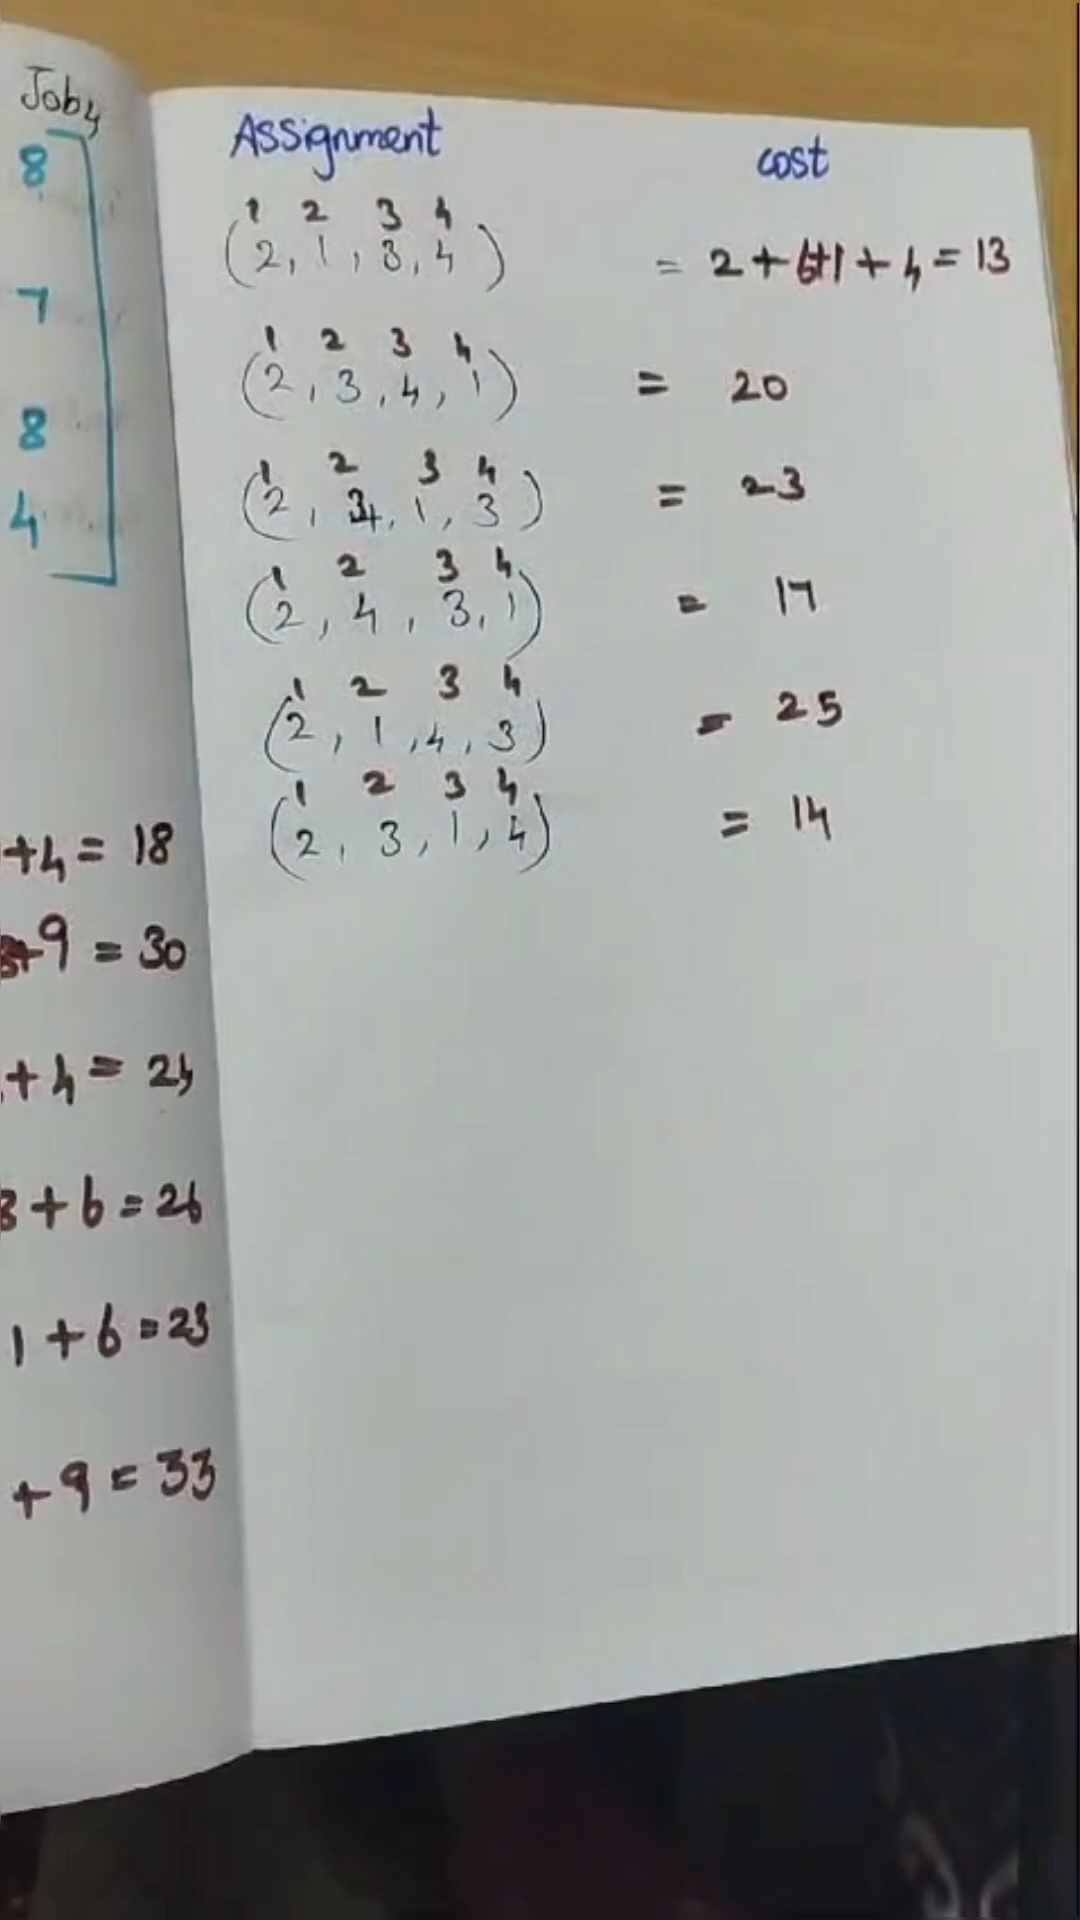 Job4
8
7
8
4
+4 = 18
+9 = 30
+4 = 24
3 + 6 = 26
1 + 6 = 23
+ 9 = 33
Assignment cost
1 2 3 4
(2, 1, 3, 4) = 2 + 6+1 + 4 = 13
1 2 3 4
(2, 3, 4, 1) = 20
1 2 3 4
(2, 4, 1, 3) = 23
1 2 3 4
(2, 4, 3, 1) = 17
1 2 3 4
(2, 1, 4, 3) = 25
1 2 3 4
(2, 3, 1, 4) = 14